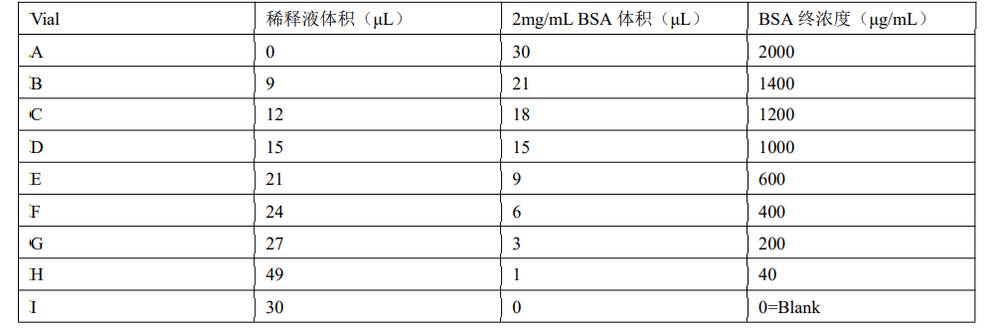 Vial 稀释液体积（μL） 2mg/mL BSA 体积（μL） BSA 终浓度（μg/mL）
A 0 30 2000
B 9 21 1400
C 12 18 1200
D 15 15 1000
E 21 9 600
F 24 6 400
G 27 3 200
H 49 1 40
I 30 0 0=Blank